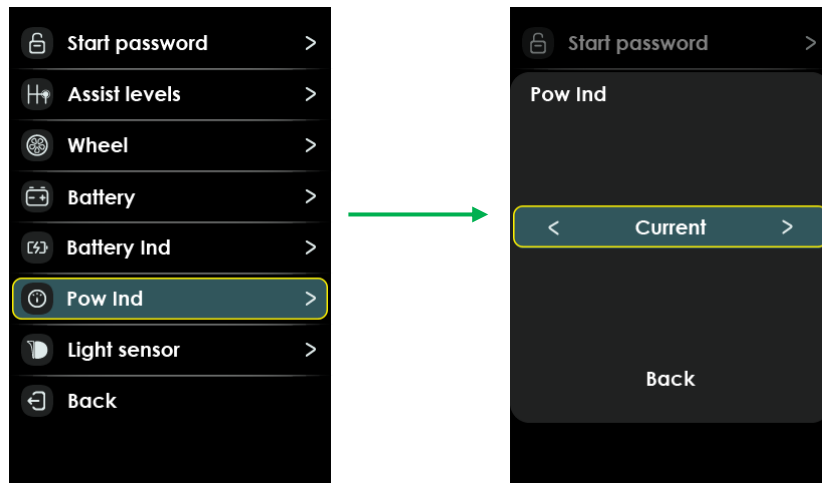 Start password >
Assist levels >
Wheel >
Battery >
Battery Ind >
Pow Ind >
Light sensor >
Back
Start password >
Pow Ind
< Current >
Back